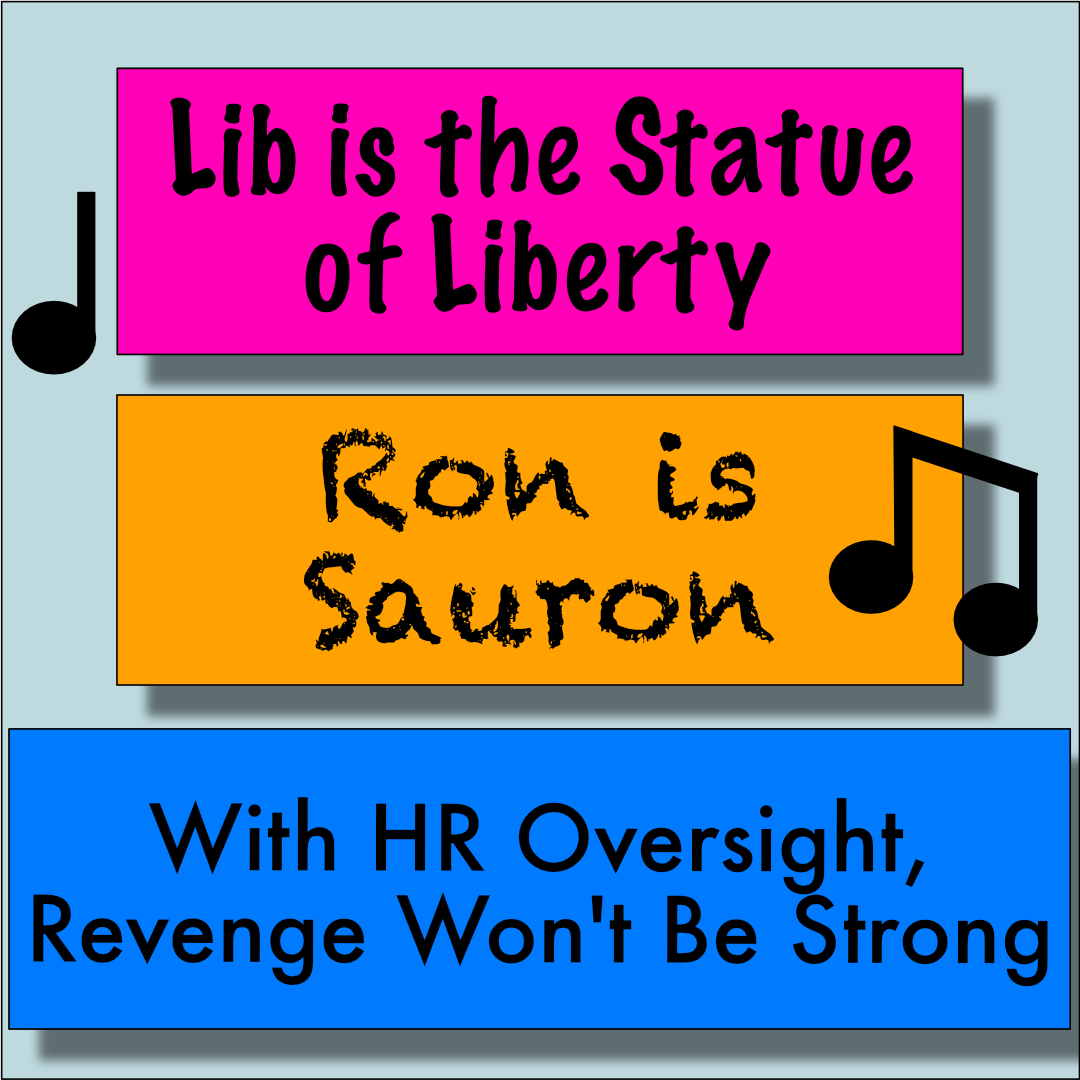 Lib is the Statue
of Liberty
Ron is
Sauron
With HR Oversight,
Revenge Won't Be Strong